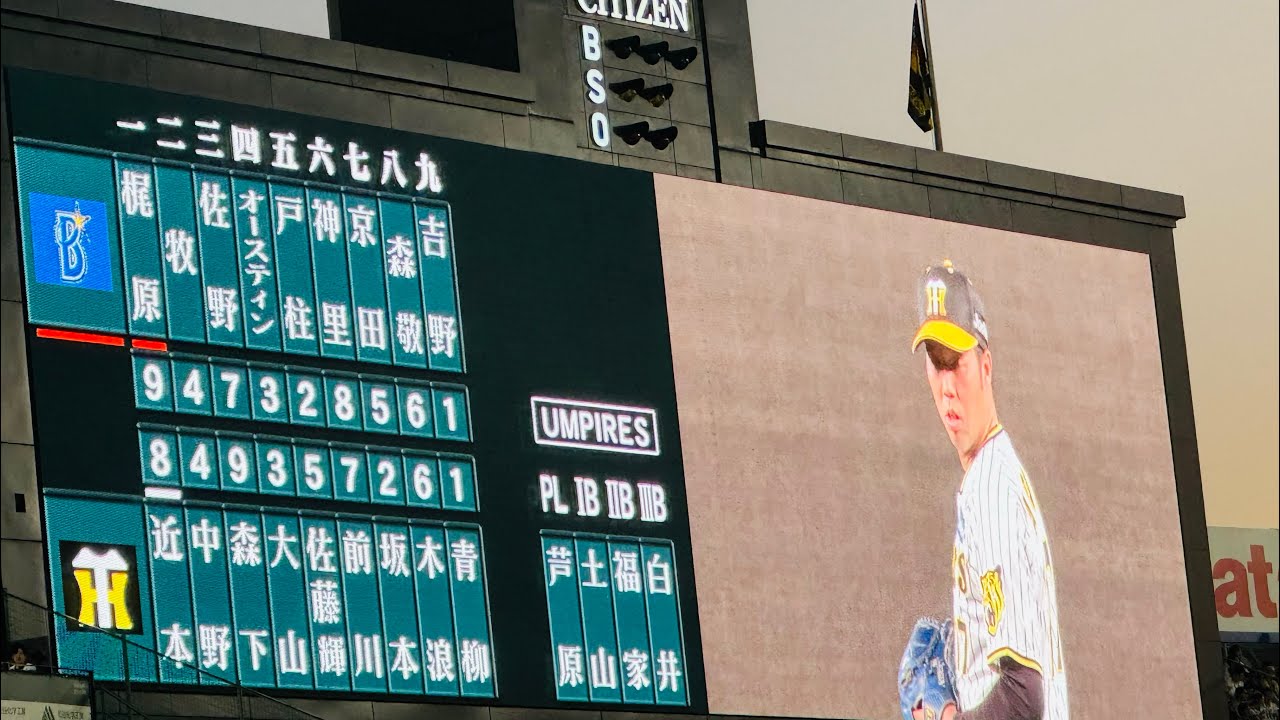 CITIZEN
B
S
O
一 二 三 四 五 六 七 八 九
梶原 牧 佐野 オースティン 戸柱 神里 京田 森敬 吉野
9 4 7 3 2 8 5 6 1
8 4 9 3 5 7 2 6 1
近本 中野 森下 大山 佐藤輝 前川 坂本 木浪 青柳
UMPIRES
PL ⅠB ⅡB ⅢB
芦原 土山 福家 白井